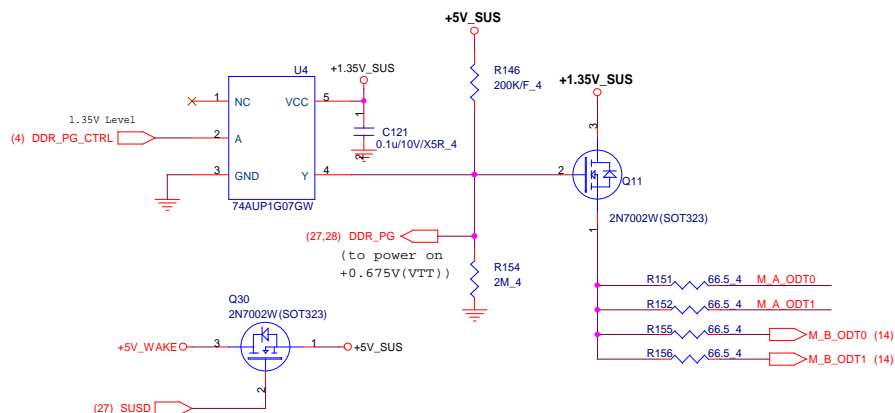 +5V_SUS
U4
+1.35V_SUS
R146
200K/F_4
+1.35V_SUS
1
NC
VCC
5
1.35V Level
1
3
(4) DDR_PG_CTRL
2
A
C121
0.1u/10V/X5R_4
2
3
GND
Y
4
2
Q11
74AUP1G07GW
2N7002W(SOT323)
1
(27,28) DDR_PG
(to power on
+0.675V(VTT))
R154
2M_4
R151
66.5_4
M_A_ODT0
Q30
2N7002W(SOT323)
R152
66.5_4
M_A_ODT1
R155
66.5_4
M_B_ODT0 (14)
+5V_WAKE
3
1
+5V_SUS
R156
66.5_4
M_B_ODT1 (14)
2
(27) SUSD